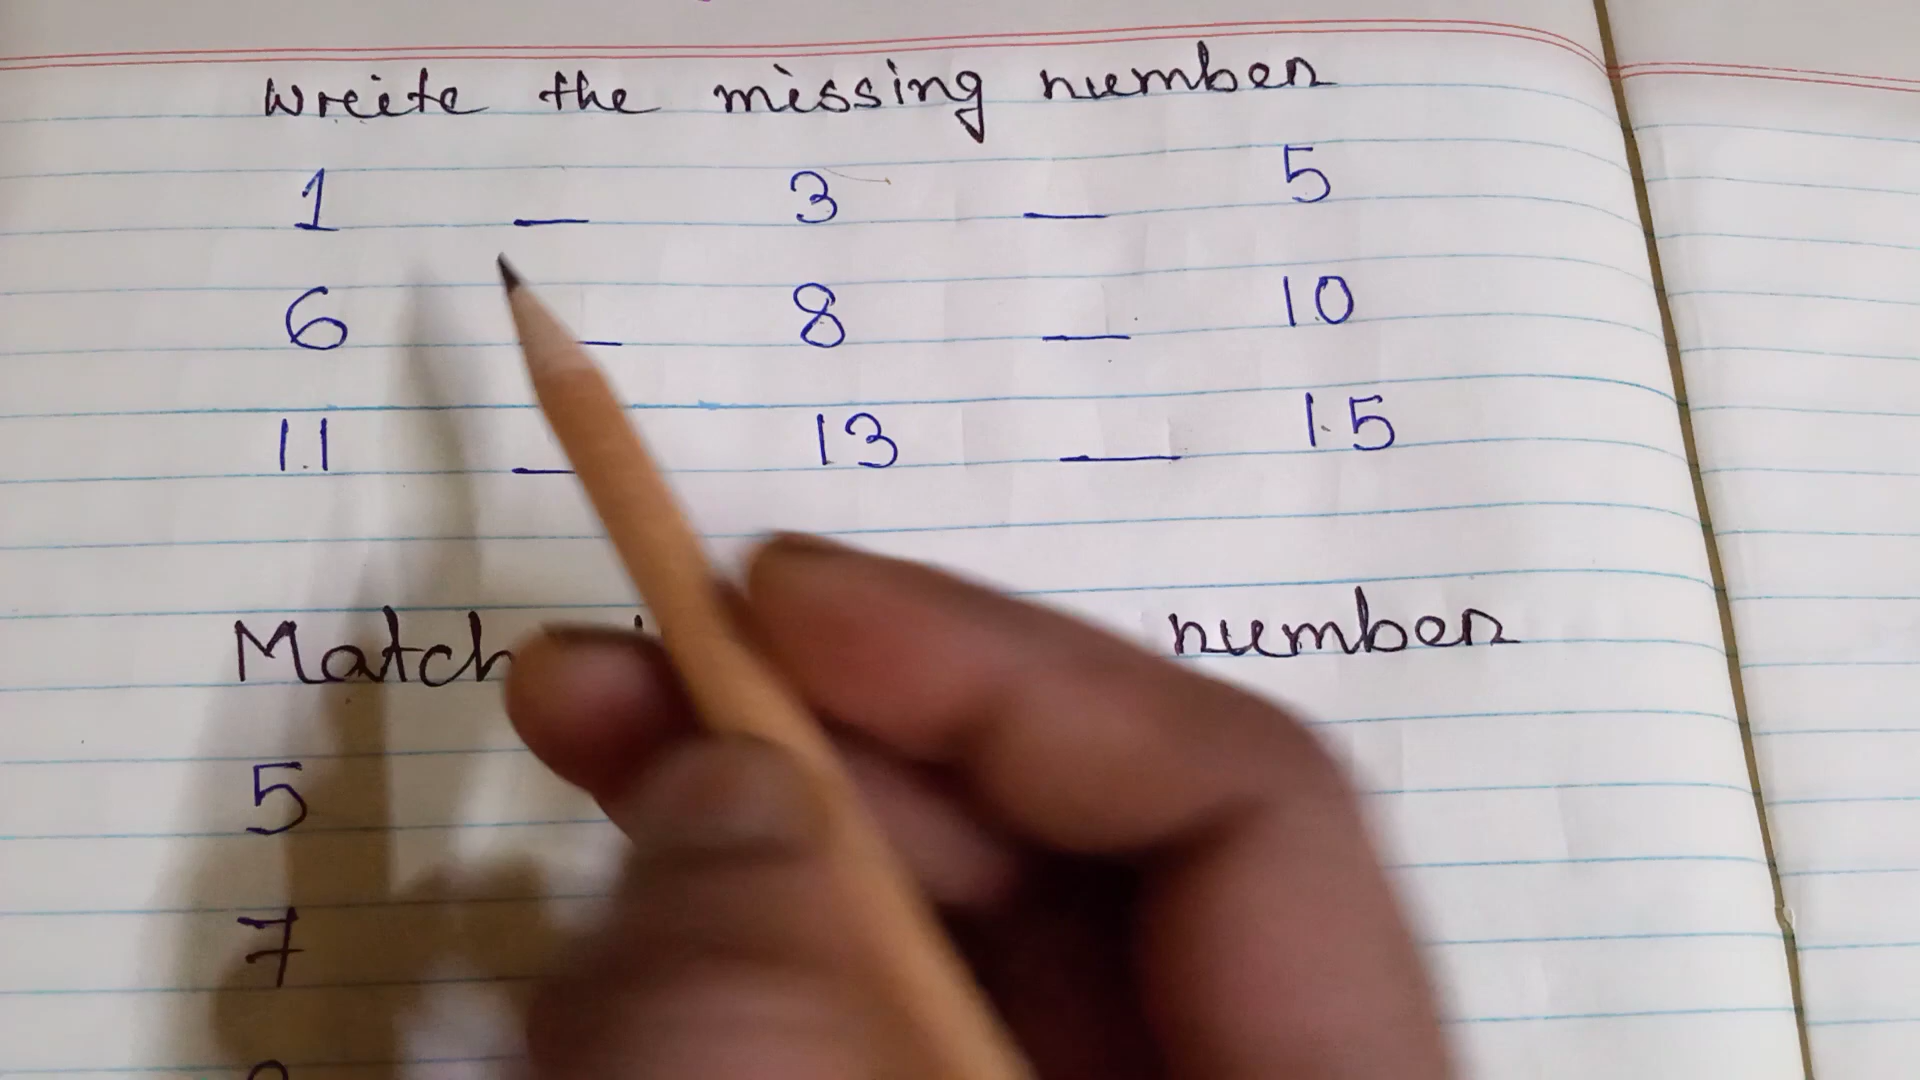 Wreite the missing number
1 _ 3 _ 5
6 _ 8 _ 10
11 _ 13 _ 15
Match number
5
7